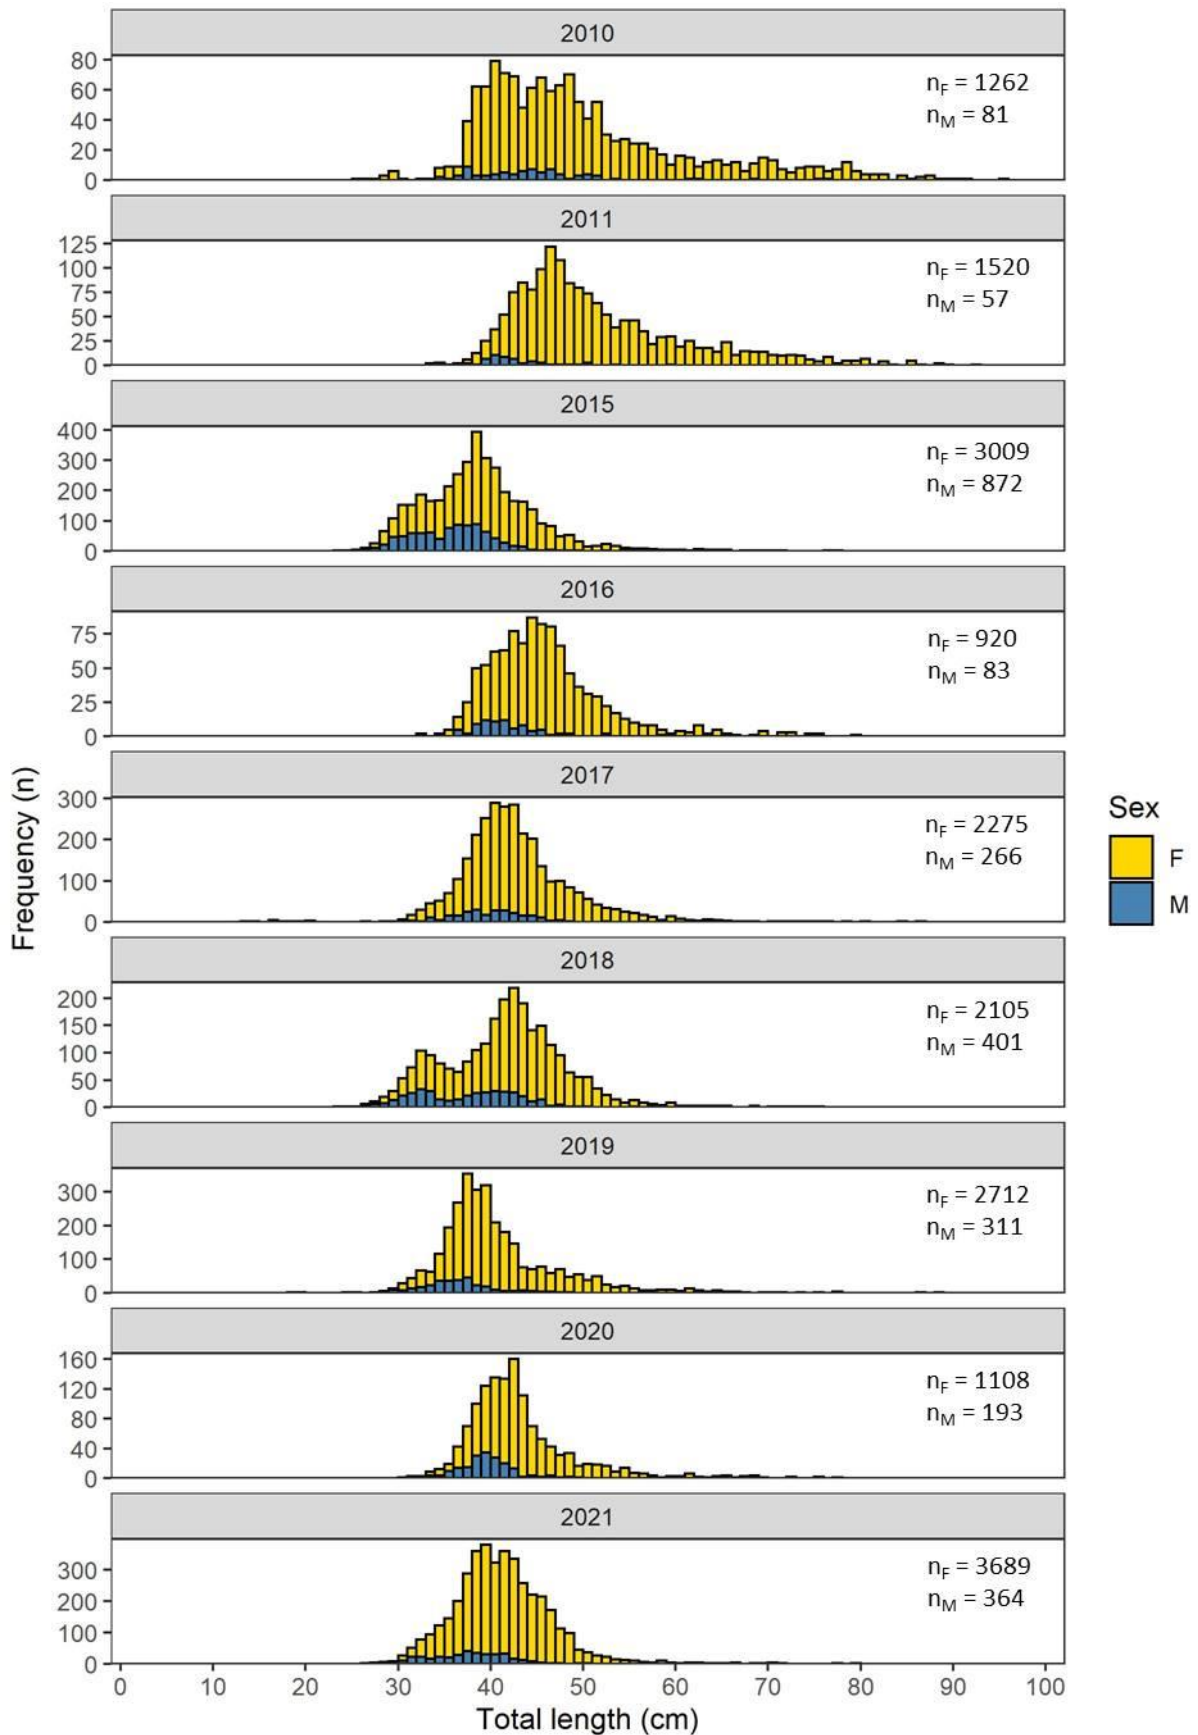 2010
80
60
40
20
0
n_F = 1262
n_M = 81
2011
125
100
75
50
25
0
n_F = 1520
n_M = 57
2015
400
300
200
100
0
n_F = 3009
n_M = 872
2016
75
50
25
0
n_F = 920
n_M = 83
2017
300
200
100
0
n_F = 2275
n_M = 266
2018
200
150
100
50
0
n_F = 2105
n_M = 401
2019
300
200
100
0
n_F = 2712
n_M = 311
2020
160
120
80
40
0
n_F = 1108
n_M = 193
2021
300
200
100
0
n_F = 3689
n_M = 364
0 10 20 30 40 50 60 70 80 90 100
Total length (cm)
Frequency (n)
Sex
F
M